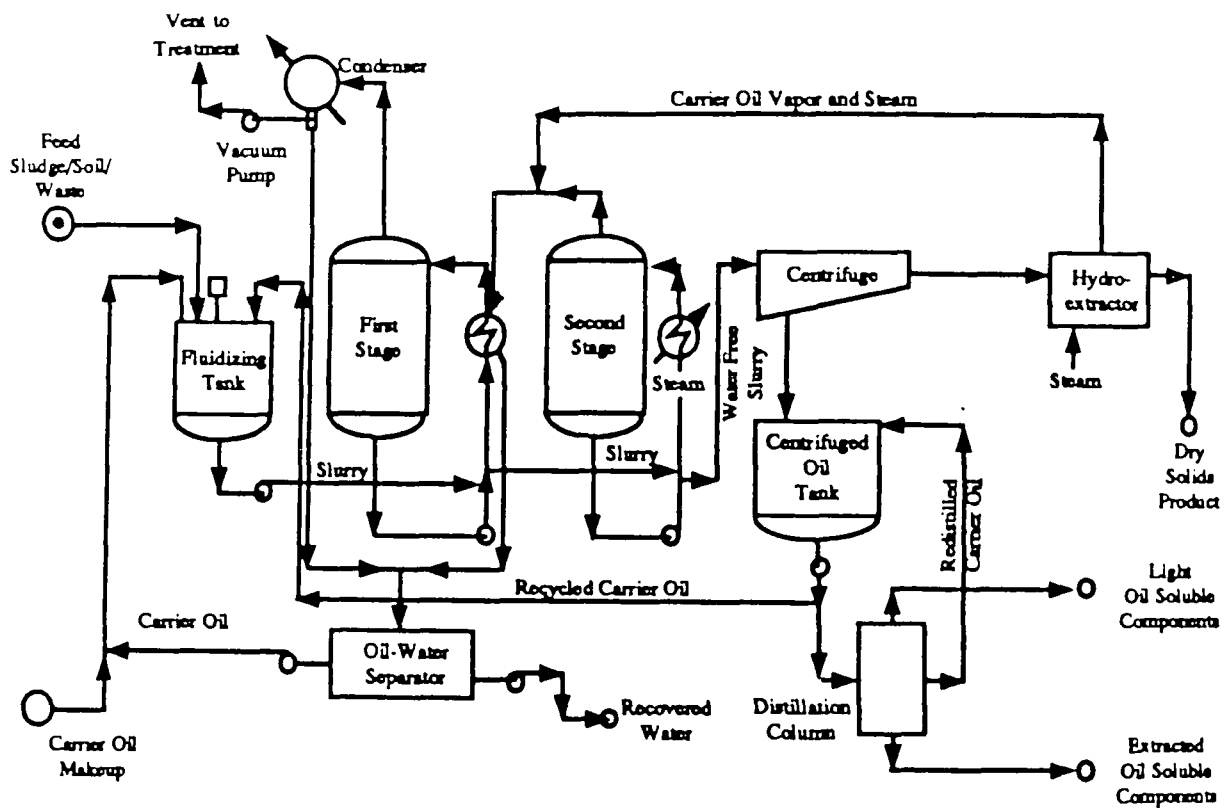 Vent to
Treatment
Condenser
Carrier Oil Vapor and Steam
Feed
Sludge/Soil/
Waste
Vacuum
Pump
Centrifuge
Hydro-
extractor
First
Stage
Second
Stage
Fluidizing
Tank
Steam
Water Free
Slurry
Steam
Slurry
Slurry
Centrifuged
Oil
Tank
Redistilled
Carrier Oil
Dry
Solids
Product
Recycled Carrier Oil
Light
Oil Soluble
Components
Carrier Oil
Oil-Water
Separator
Recovered
Water
Distillation
Column
Carrier Oil
Makeup
Extracted
Oil Soluble
Components